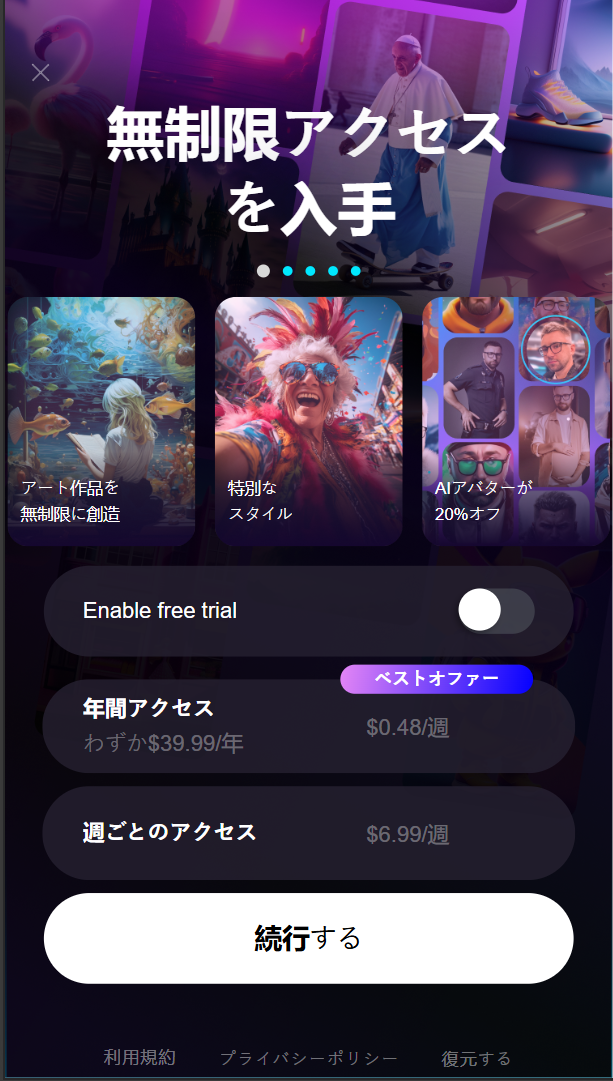 無制限アクセス
を入手
アート作品を
無制限に創造
特別な
スタイル
AIアバターが
20%オフ
Enable free trial
ベストオファー
年間アクセス
わずか$39.99/年
$0.48/週
週ごとのアクセス
$6.99/週
続行する
利用規約
プライバシーポリシー
復元する